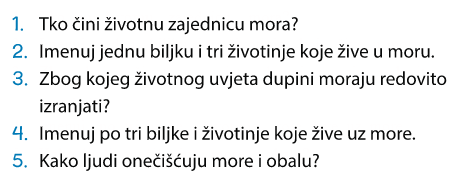 1. Tko čini životnu zajednicu mora?
2. Imenuj jednu biljku i tri životinje koje žive u moru.
3. Zbog kojeg životnog uvjeta dupini moraju redovito
izranjati?
4. Imenuj po tri biljke i životinje koje žive uz more.
5. Kako ljudi onečišćuju more i obalu?